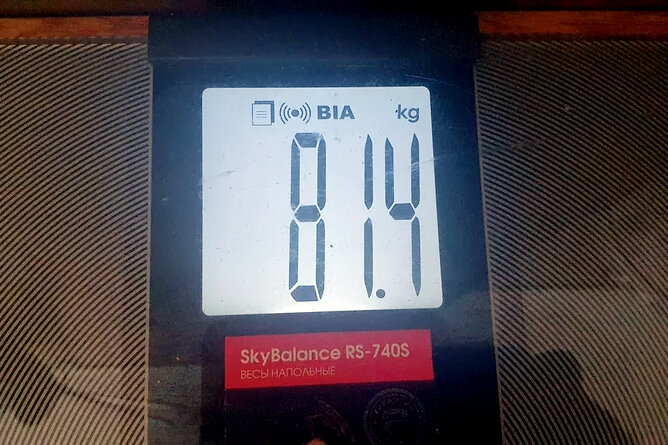 BIA kg
81.4
SkyBalance RS-740S
ВЕСЫ НАПОЛЬНЫЕ